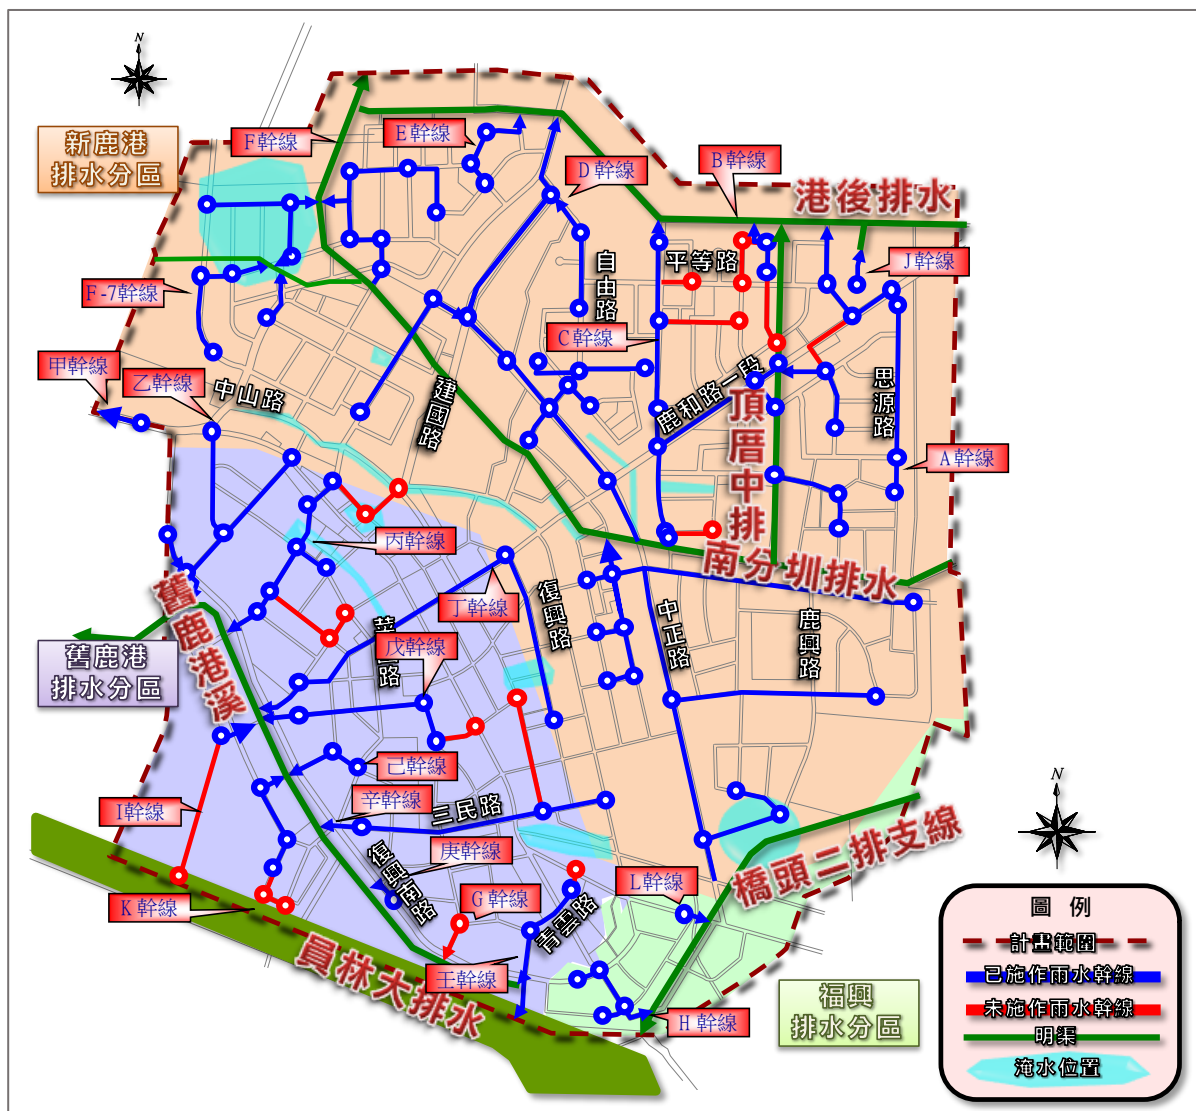 N
新鹿港
排水分區
F幹線
E幹線
D幹線
B幹線
港後排水
自由路
平等路
J幹線
F-7幹線
C幹線
甲幹線
乙幹線
中山路
建國路
鹿和路一段
思源路
頂厝中排
A幹線
丙幹線
南分圳排水
丁幹線
復興路
中正路
鹿興路
舊鹿港溪
戊幹線
路
舊鹿港
排水分區
己幹線
I幹線
辛幹線
三民路
N
復興南路
庚幹線
橋頭二排支線
K幹線
G幹線
L幹線
青雲路
員林大排水
壬幹線
H幹線
福興
排水分區
圖例
計畫範圍
已施作雨水幹線
未施作雨水幹線
明渠
淹水位置